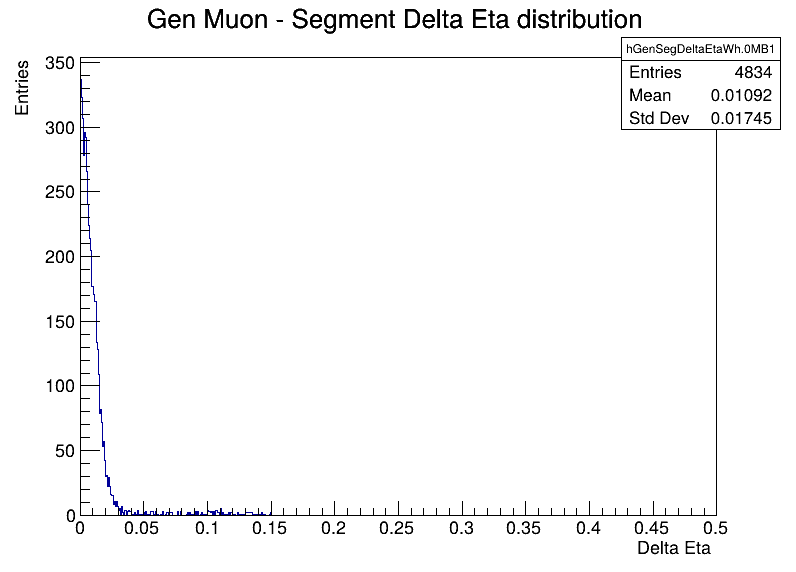 Gen Muon - Segment Delta Eta distribution
hGenSegDeltaEtaWh.0MB1
Entries 4834
Mean 0.01092
Std Dev 0.01745
Entries
350
300
250
200
150
100
50
0
0 0.05 0.1 0.15 0.2 0.25 0.3 0.35 0.4 0.45 0.5
Delta Eta